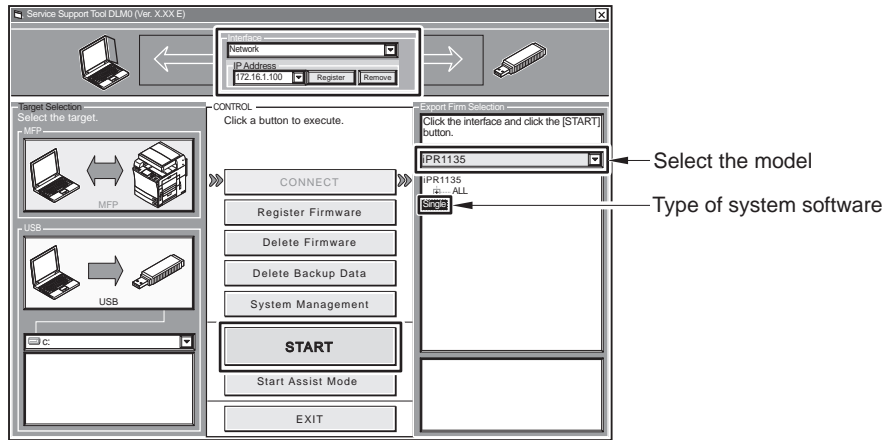 Service Support Tool DLM0 (Ver. X.XX E)
Interface
Network
IP Address
172.16.1.100
Register
Remove
Target Selection
Select the target.
MFP
MFP
USB
USB
c:
CONTROL
Click a button to execute.
CONNECT
Register Firmware
Delete Firmware
Delete Backup Data
System Management
START
Start Assist Mode
EXIT
Export Firm Selection
Click the interface and click the [START]
button.
iPR1135
iPR1135
ALL
Single
Select the model
Type of system software